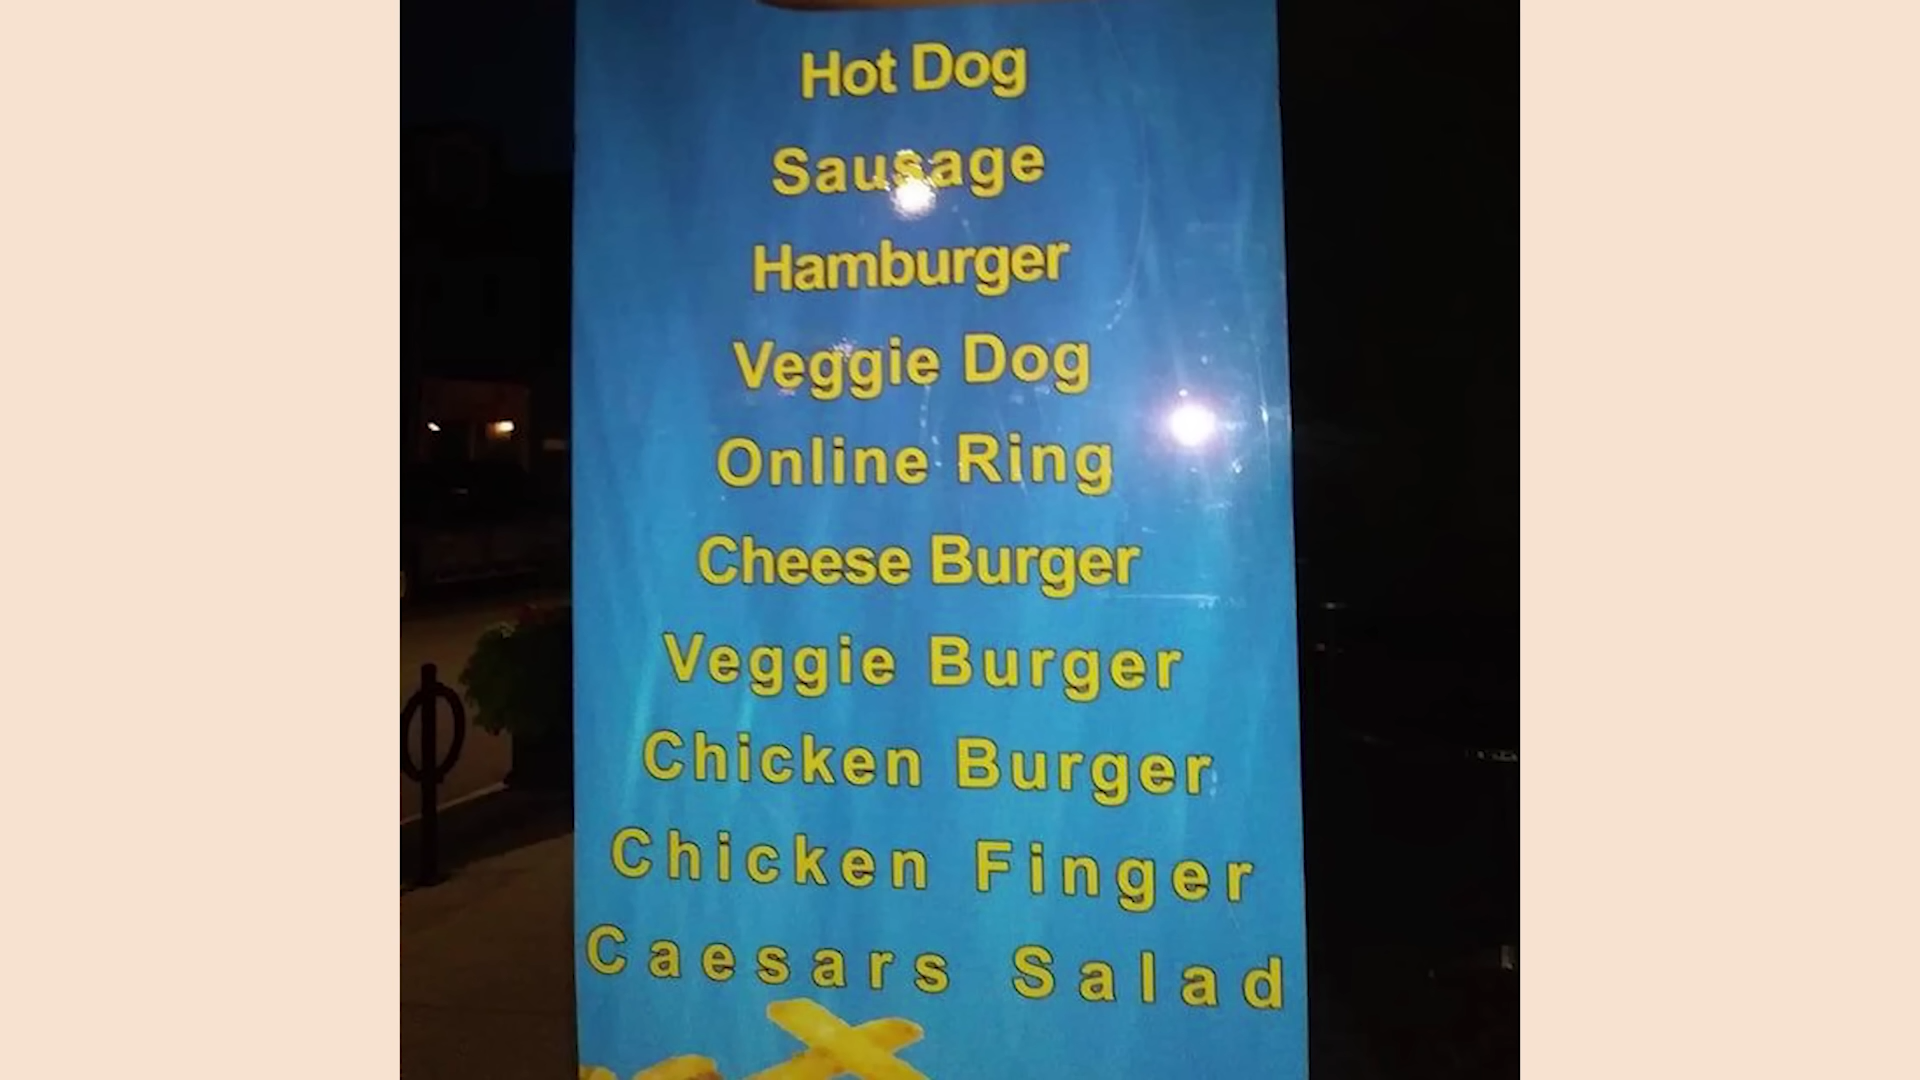 Hot Dog
Sausage
Hamburger
Veggie Dog
Online Ring
Cheese Burger
Veggie Burger
Chicken Burger
Chicken Finger
Caesars Salad